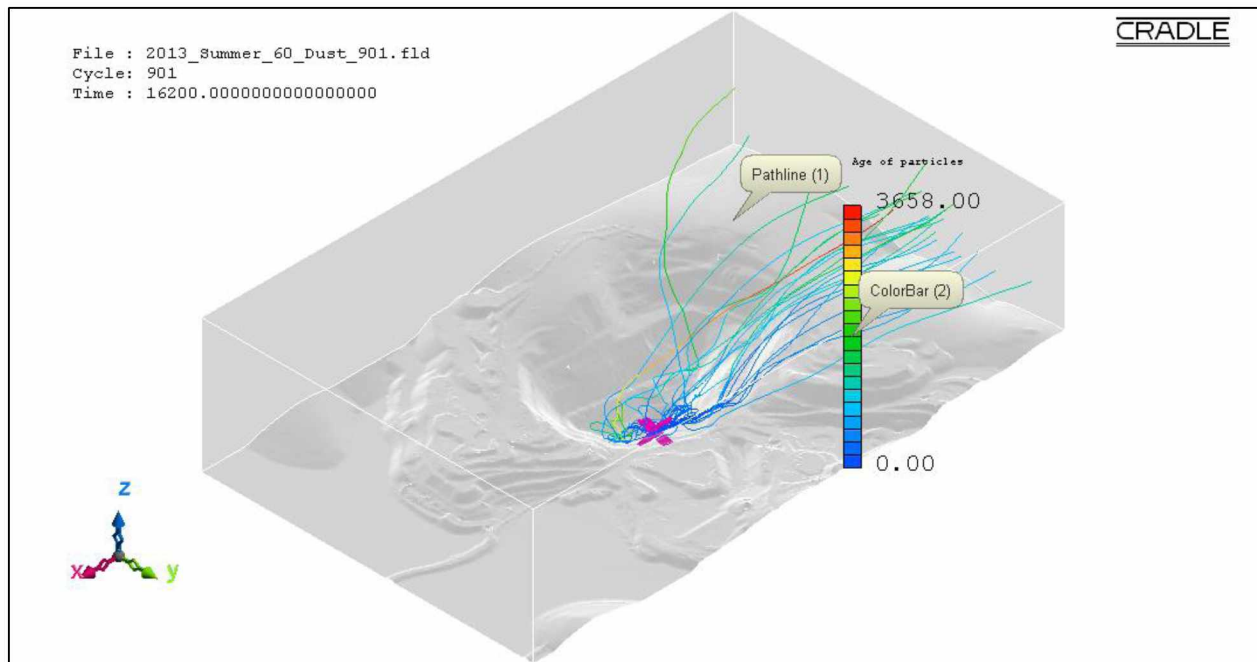 File : 2013_Summer_60_Dust_901.fld
Cycle: 901
Time : 16200.0000000000000000
CRADLE
Age of particles
Pathline (1)
3658.00
ColorBar (2)
0.00
z
x
y